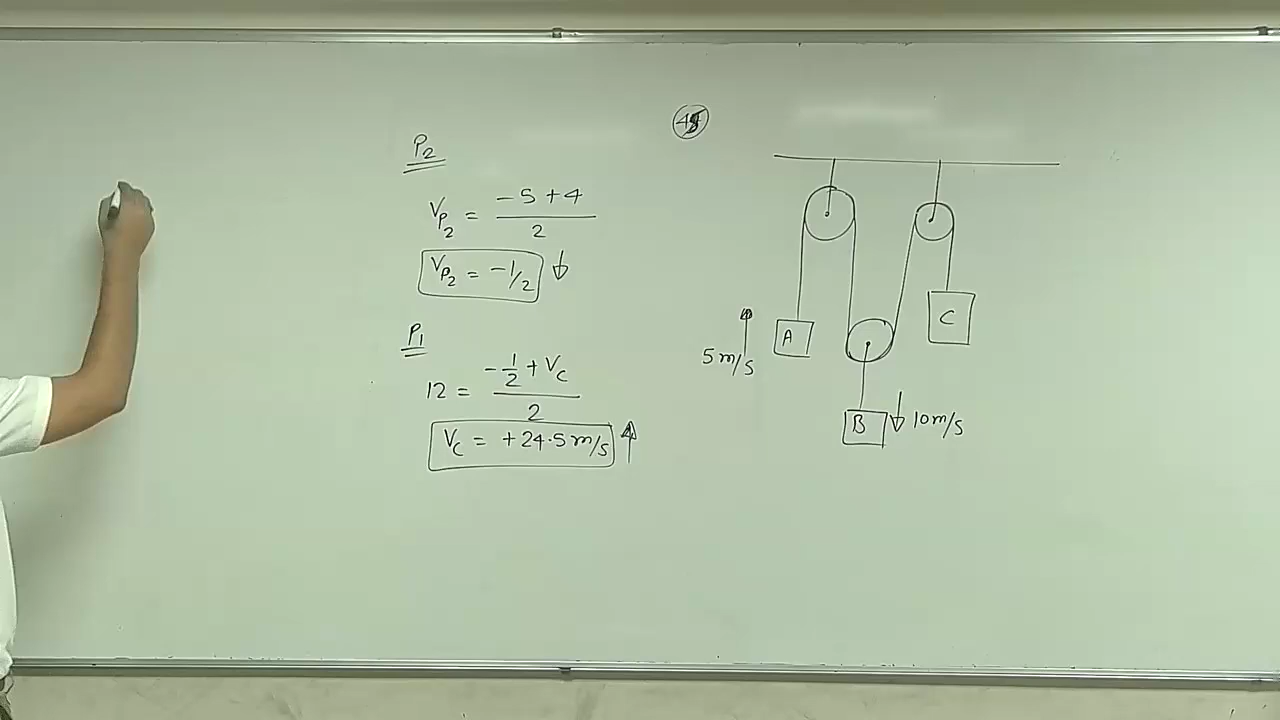 P₂
V_P₂ = (-5 + 4)/2
V_P₂ = -1/2 ↓
P₁
12 = (-1/2 + V_C)/2
V_C = +24.5 m/s ↑
A
C
5 m/s
B
10 m/s